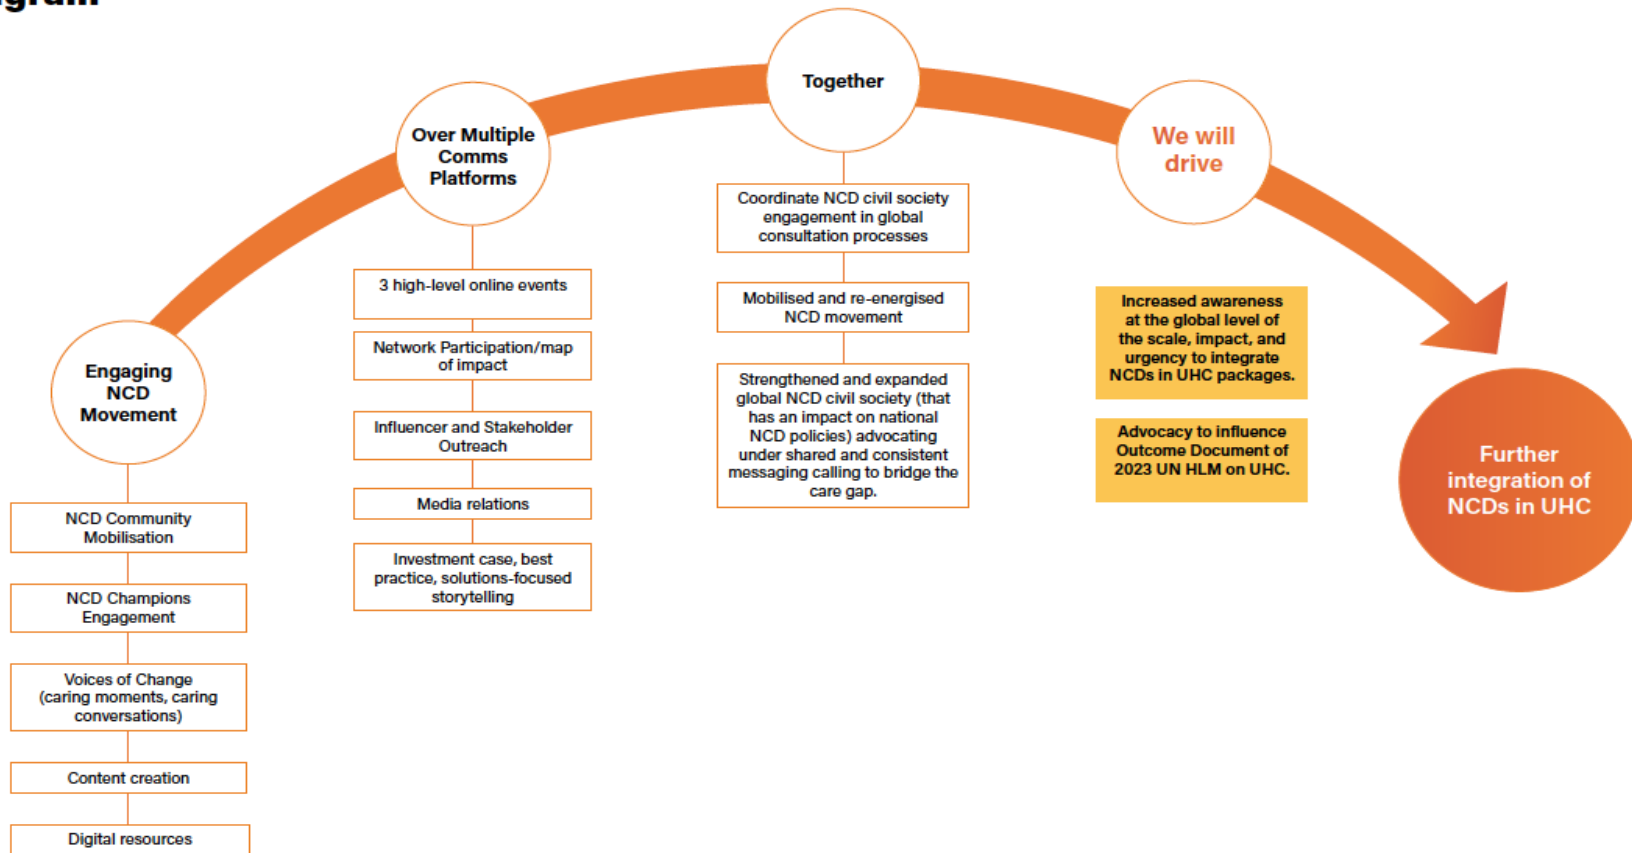 Engaging
NCD
Movement
NCD Community
Mobilisation
NCD Champions
Engagement
Voices of Change
(caring moments, caring
conversations)
Content creation
Digital resources
Over Multiple
Comms
Platforms
3 high-level online events
Network Participation/map
of impact
Influencer and Stakeholder
Outreach
Media relations
Investment case, best
practice, solutions-focused
storytelling
Together
Coordinate NCD civil society
engagement in global
consultation processes
Mobilised and re-energised
NCD movement
Strengthened and expanded
global NCD civil society (that
has an impact on national
NCD policies) advocating
under shared and consistent
messaging calling to bridge the
care gap.
We will
drive
Increased awareness
at the global level of
the scale, impact, and
urgency to integrate
NCDs in UHC packages.
Advocacy to influence
Outcome Document of
2023 UN HLM on UHC.
Further
integration of
NCDs in UHC